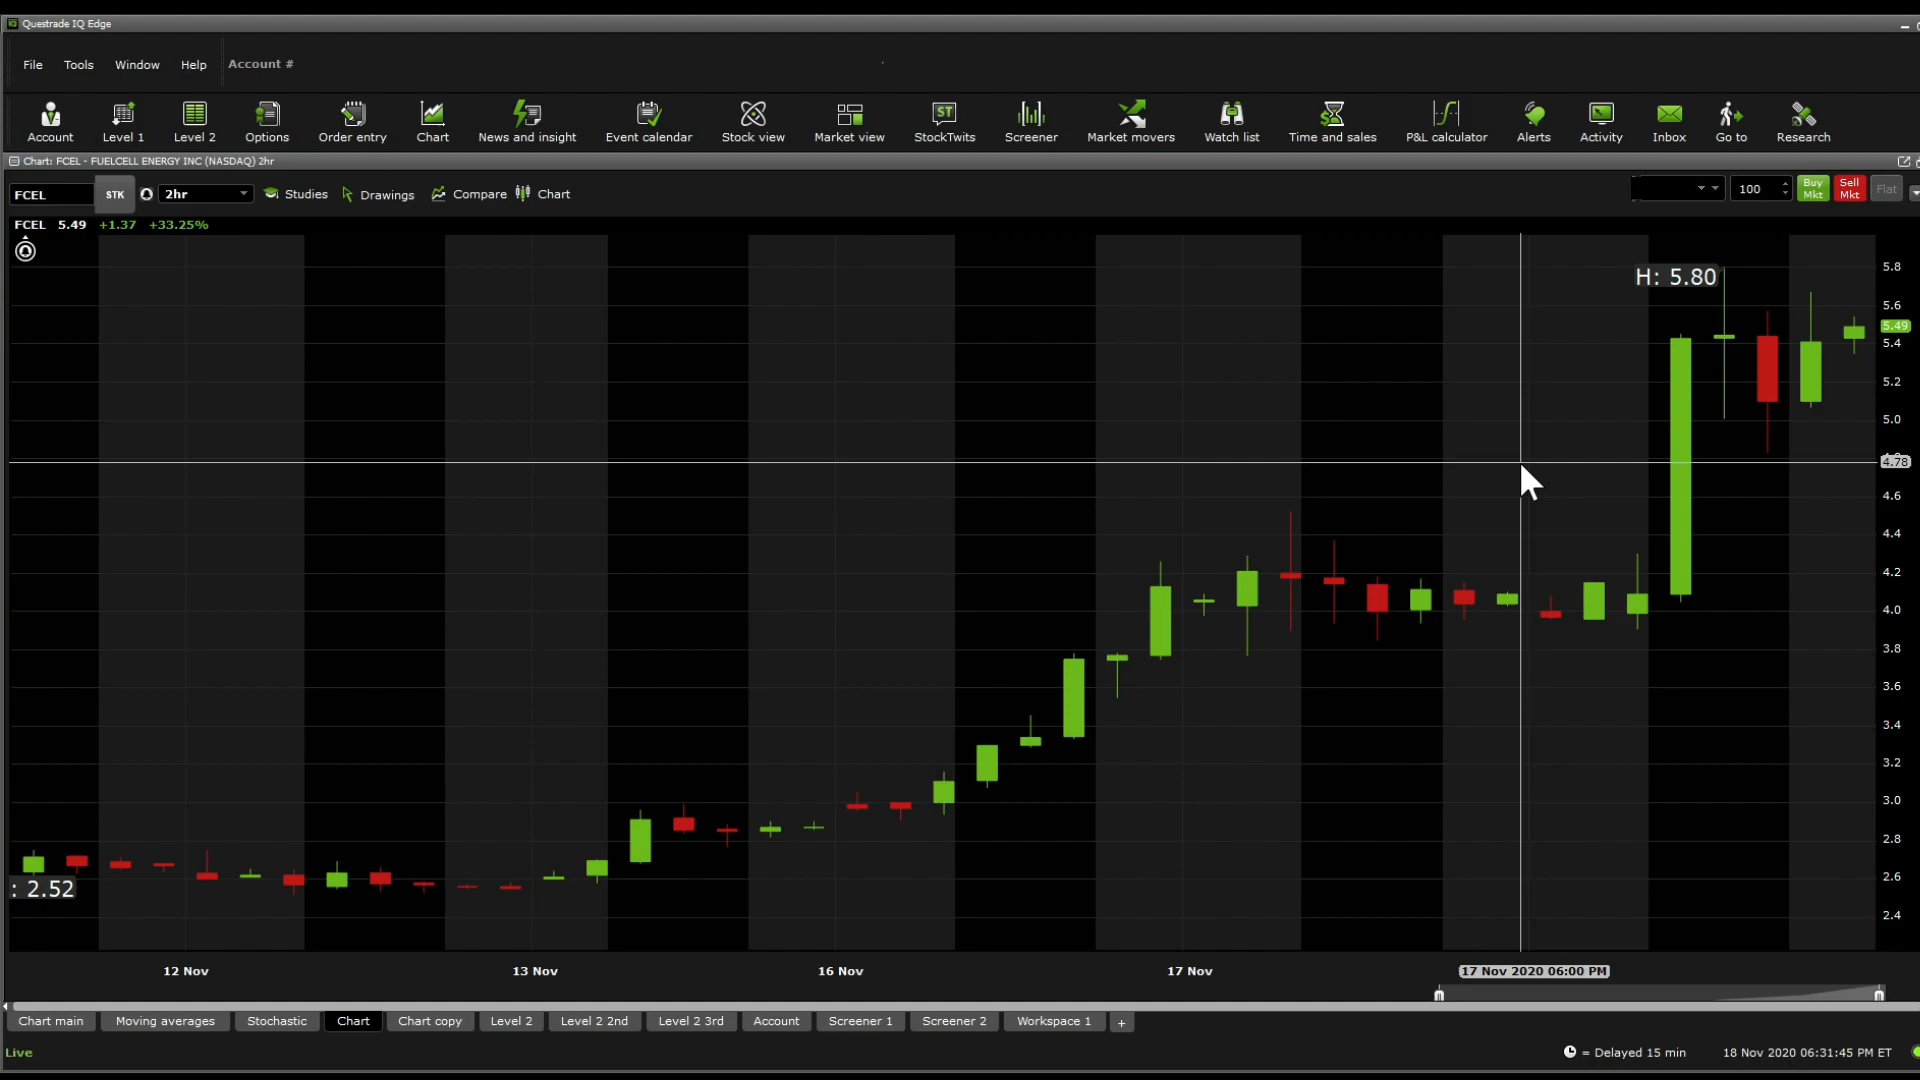 Questrade IQ Edge
File Tools Window Help Account #
Account Level 1 Level 2 Options Order entry Chart News and insight Event calendar Stock view Market view StockTwits Screener Market movers Watch list Time and sales P&L calculator Alerts Activity Inbox Go to Research
Chart: FCEL - FUELCELL ENERGY INC (NASDAQ) 2hr
FCEL STK 2hr Studies Drawings Compare Chart 100 Buy Mkt Sell Mkt Flat
FCEL 5.49 +1.37 +33.25%
H: 5.80
: 2.52
5.8
5.6
5.49
5.4
5.2
5.0
4.78
4.6
4.4
4.2
4.0
3.8
3.6
3.4
3.2
3.0
2.8
2.6
2.4
12 Nov 13 Nov 16 Nov 17 Nov 17 Nov 2020 06:00 PM
Chart main Moving averages Stochastic Chart Chart copy Level 2 Level 2 2nd Level 2 3rd Account Screener 1 Screener 2 Workspace 1 +
Live = Delayed 15 min 18 Nov 2020 06:31:45 PM ET